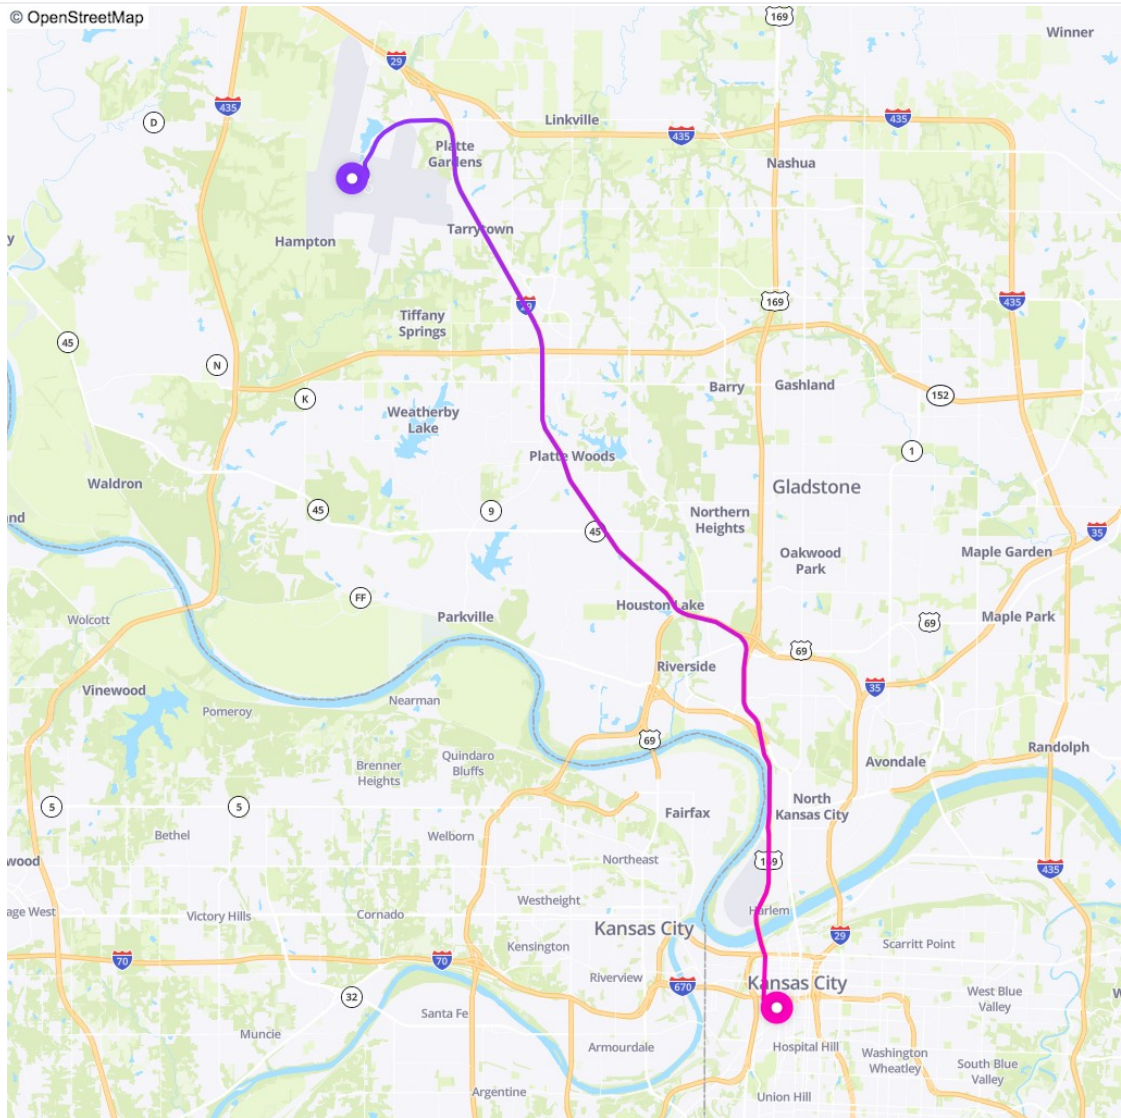 © OpenStreetMap
169
Winner
29
435
D
Linkville
435
435
Platte
Gardens
Nashua
Hampton
Tarrytown
169
435
Tiffany
Springs
45
N
K
Barry
Gashland
152
Weatherby
Lake
Platte Woods
1
Waldron
Gladstone
45
9
Northern
Heights
45
35
Oakwood
Park
Maple Garden
FF
Houston Lake
Wolcott
Parkville
Maple Park
69
69
Riverside
Vinewood
Nearman
35
Pomeroy
69
Randolph
Quindaro
Bluffs
Brenner
Heights
Avondale
5
5
North
Kansas City
Fairfax
Bethel
Welborn
Northeast
169
wood
435
Westheight
age West
Victory Hills
Cornado
Harlem
Kansas City
29
Scarritt Point
Kensington
70
70
Riverview
670
Kansas City
32
West Blue
Valley
Santa Fe
Muncie
Armourdale
Hospital Hill
Washington
Wheatley
South Blue
Valley
Argentine
Union Hill